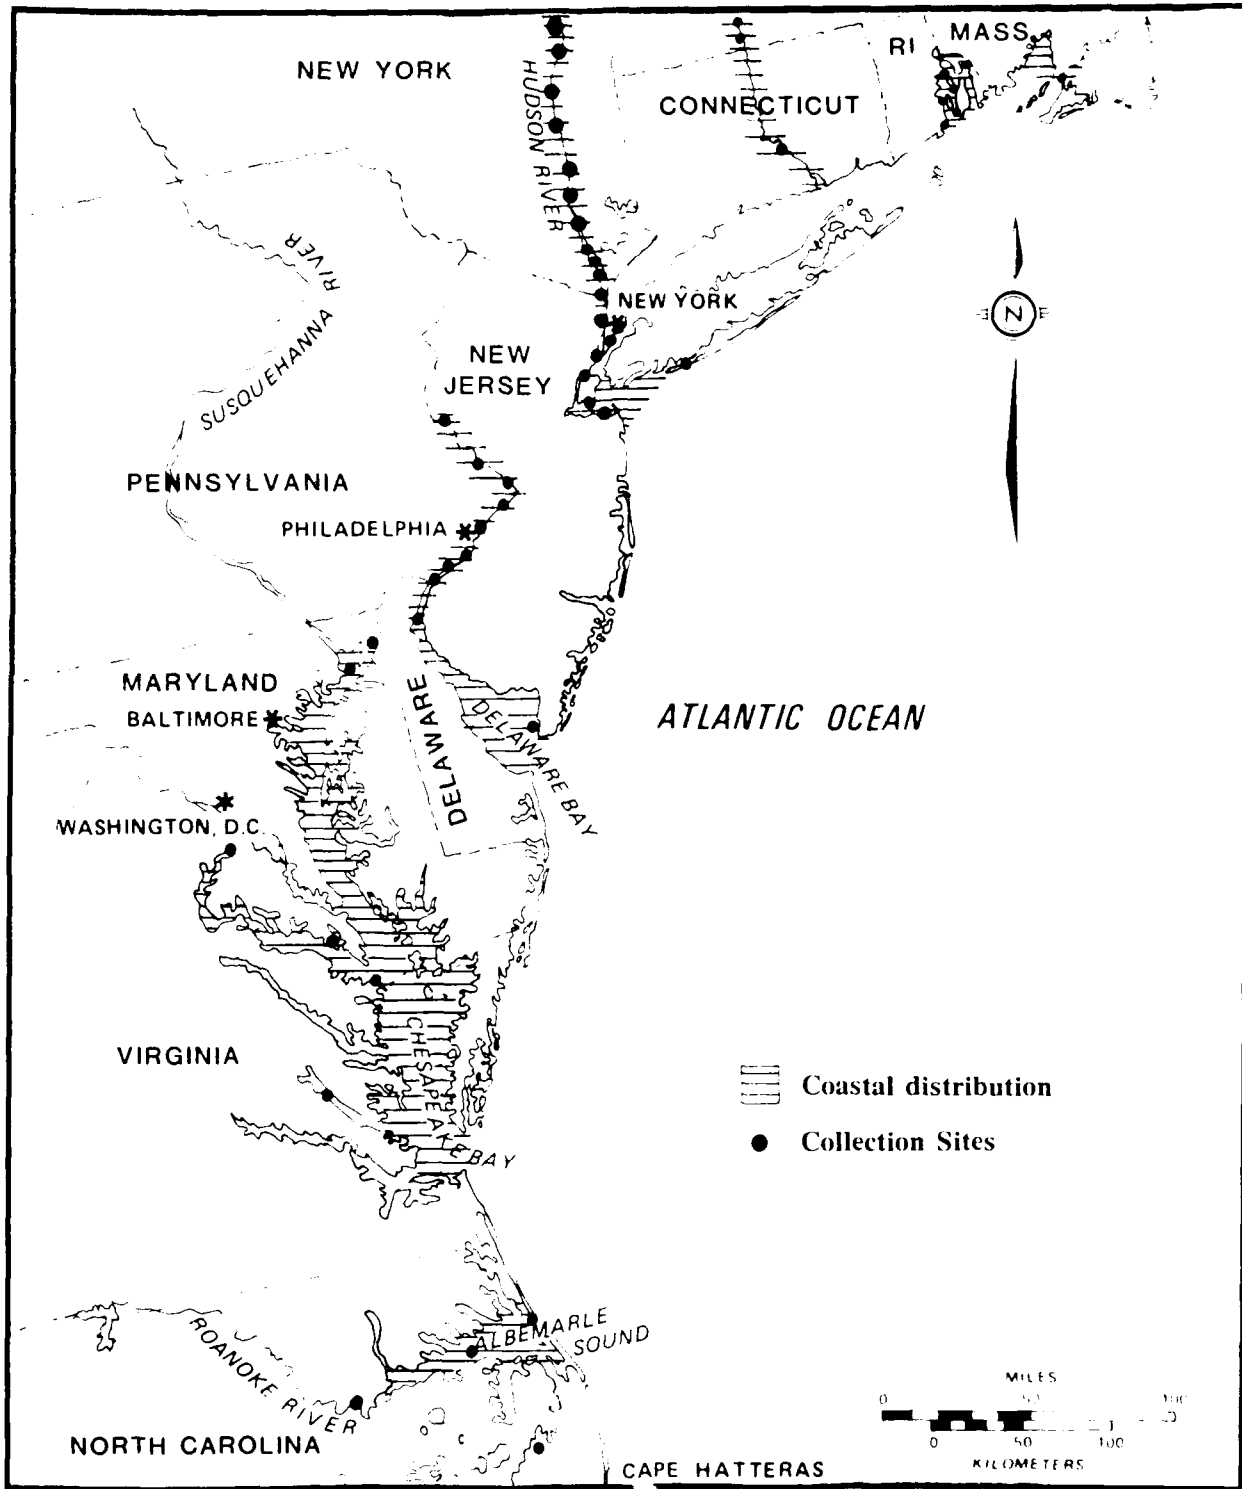 MASS.
RI
NEW YORK
CONNECTICUT
HUDSON RIVER
RIVER
SUSQUEHANNA
NEW YORK
N
NEW
JERSEY
PENNSYLVANIA
PHILADELPHIA
MARYLAND
BALTIMORE
DELAWARE
DELAWARE BAY
ATLANTIC OCEAN
WASHINGTON, D.C.
CHESAPEAKE BAY
VIRGINIA
Coastal distribution
Collection Sites
ALBEMARLE
SOUND
ROANOKE RIVER
NORTH CAROLINA
CAPE HATTERAS
MILES
0 50 100
0 50 100
KILOMETERS